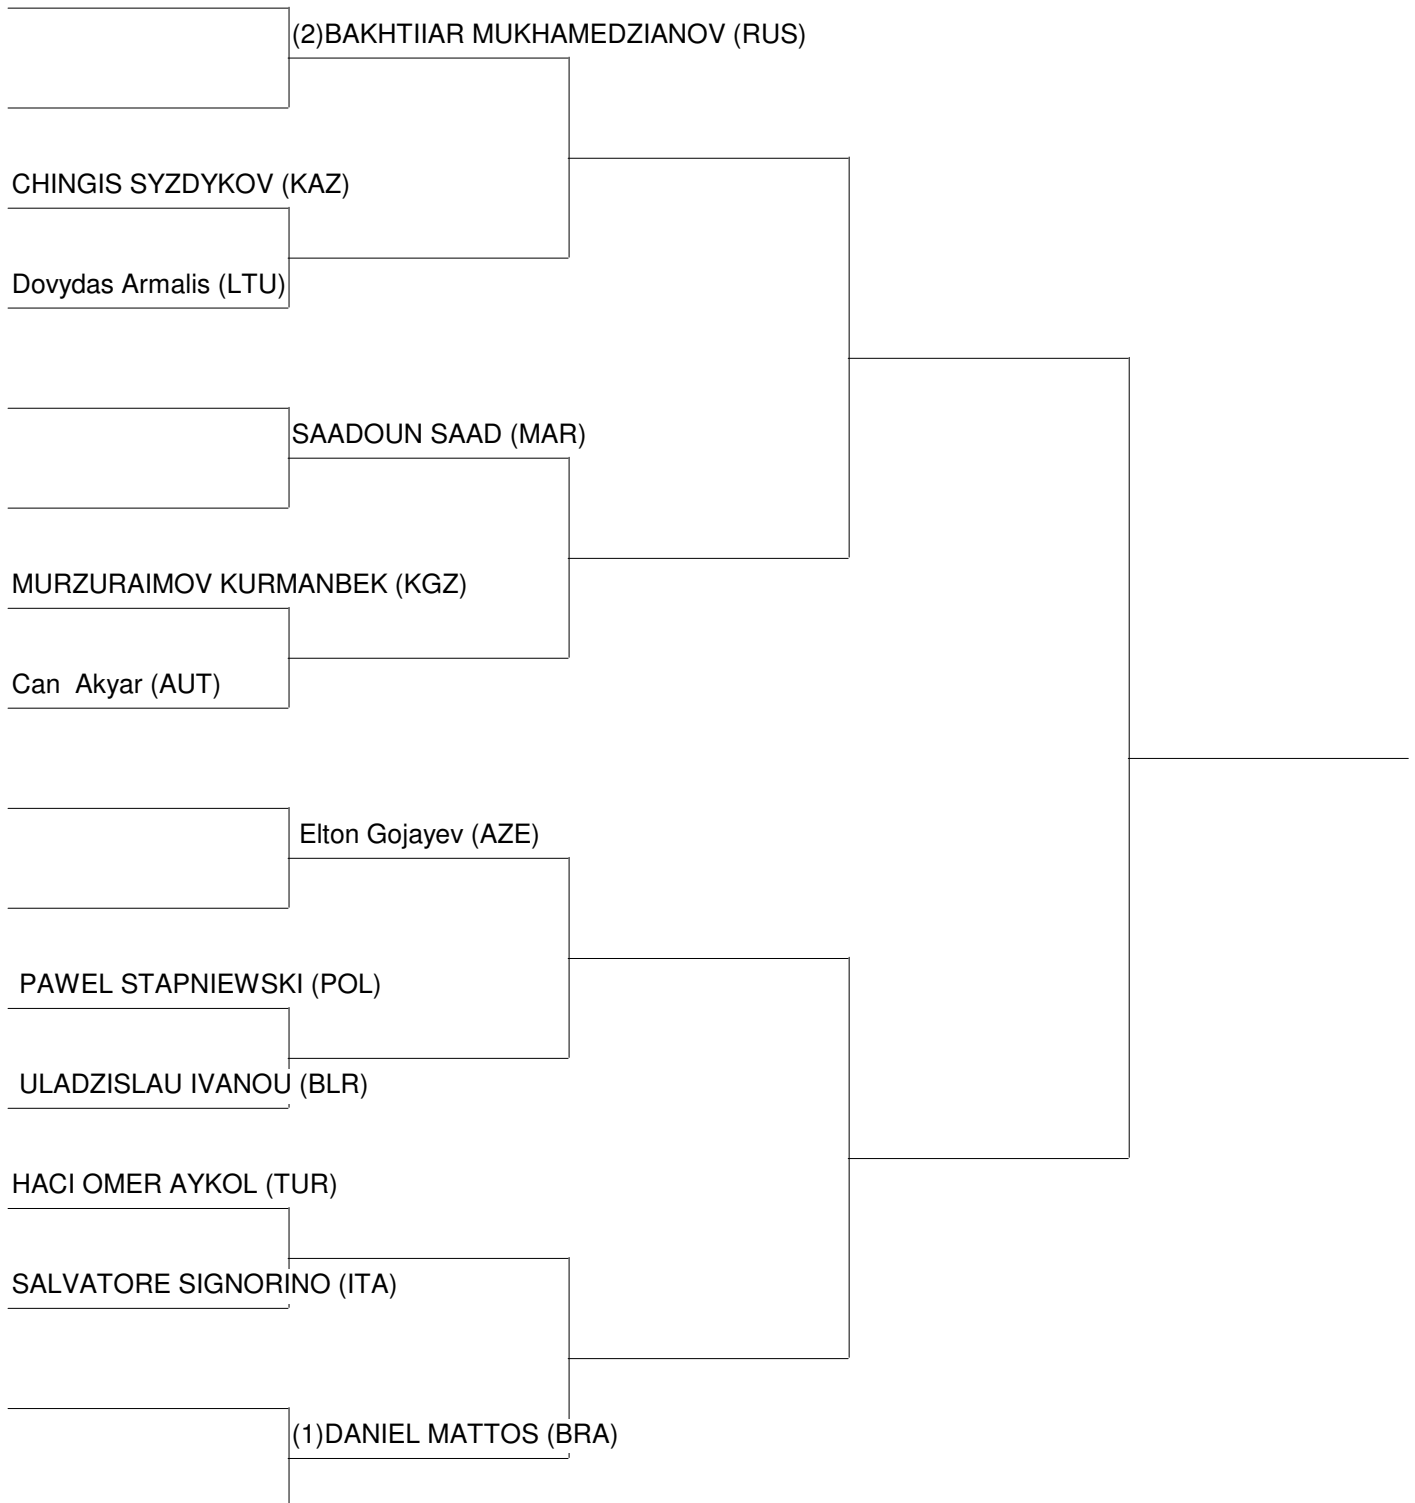 (2)BAKHTIIAR MUKHAMEDZIANOV (RUS)
CHINGIS SYZDYKOV (KAZ)
Dovydas Armalis (LTU)
SAADOUN SAAD (MAR)
MURZURAIMOV KURMANBEK (KGZ)
Can  Akyar (AUT)
Elton Gojayev (AZE)
PAWEL STAPNIEWSKI (POL)
ULADZISLAU IVANOU (BLR)
HACI OMER AYKOL (TUR)
SALVATORE SIGNORINO (ITA)
(1)DANIEL MATTOS (BRA)